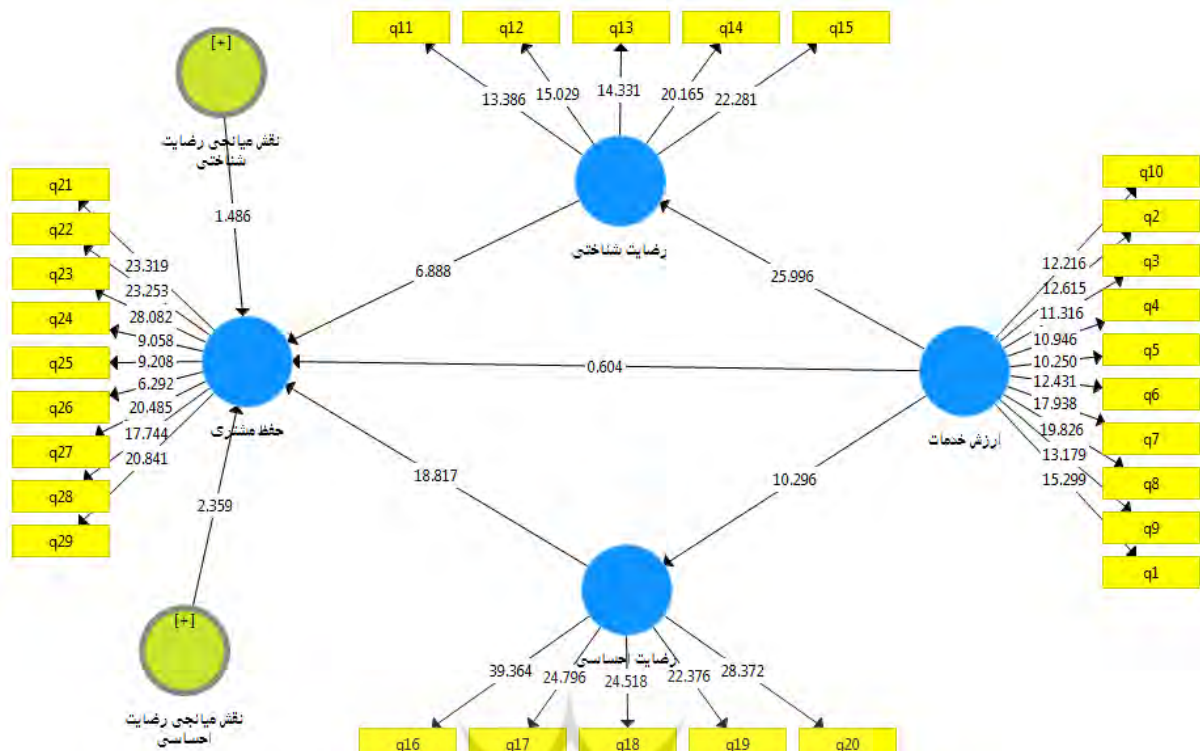 q11
q12
q13
q14
q15
[+]
13.386
15.029
14.331
20.165
22.281
نقش میانجی رضایت
شناختی
1.486
رضایت شناختی
q21
q22
q23
q24
q25
q26
q27
q28
q29
23.319
23.253
28.082
9.058
9.208
6.292
20.485
17.744
20.841
حفظ مشتری
6.888
25.996
0.604
18.817
10.296
2.359
q10
q2
q3
q4
q5
q6
q7
q8
q9
q1
12.216
12.615
11.316
10.946
10.250
12.431
17.938
19.826
13.179
15.299
ارزش خدمات
[+]
نقش میانجی رضایت
احساسی
رضایت احساسی
39.364
24.796
24.518
22.376
28.372
q16
q17
q18
q19
q20